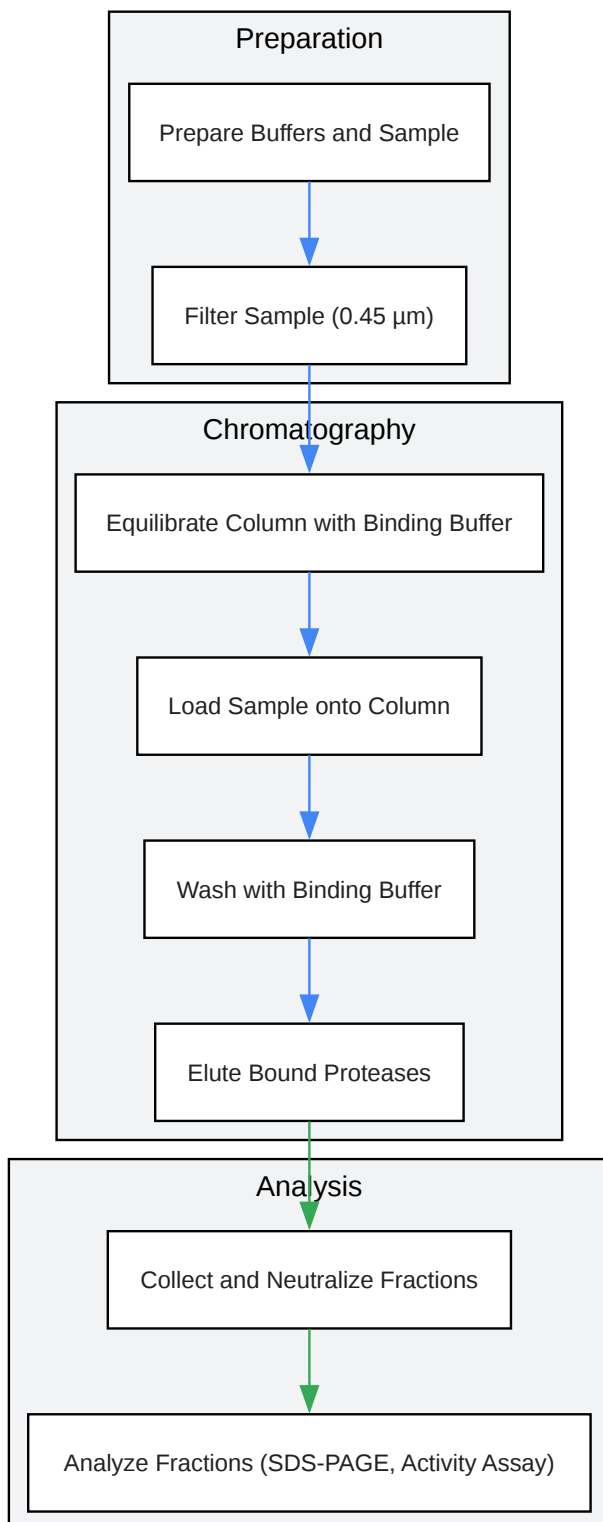 Preparation
Prepare Buffers and Sample
Filter Sample (0.45 µm)
Chromatography
Equilibrate Column with Binding Buffer
Load Sample onto Column
Wash with Binding Buffer
Elute Bound Proteases
Analysis
Collect and Neutralize Fractions
Analyze Fractions (SDS-PAGE, Activity Assay)